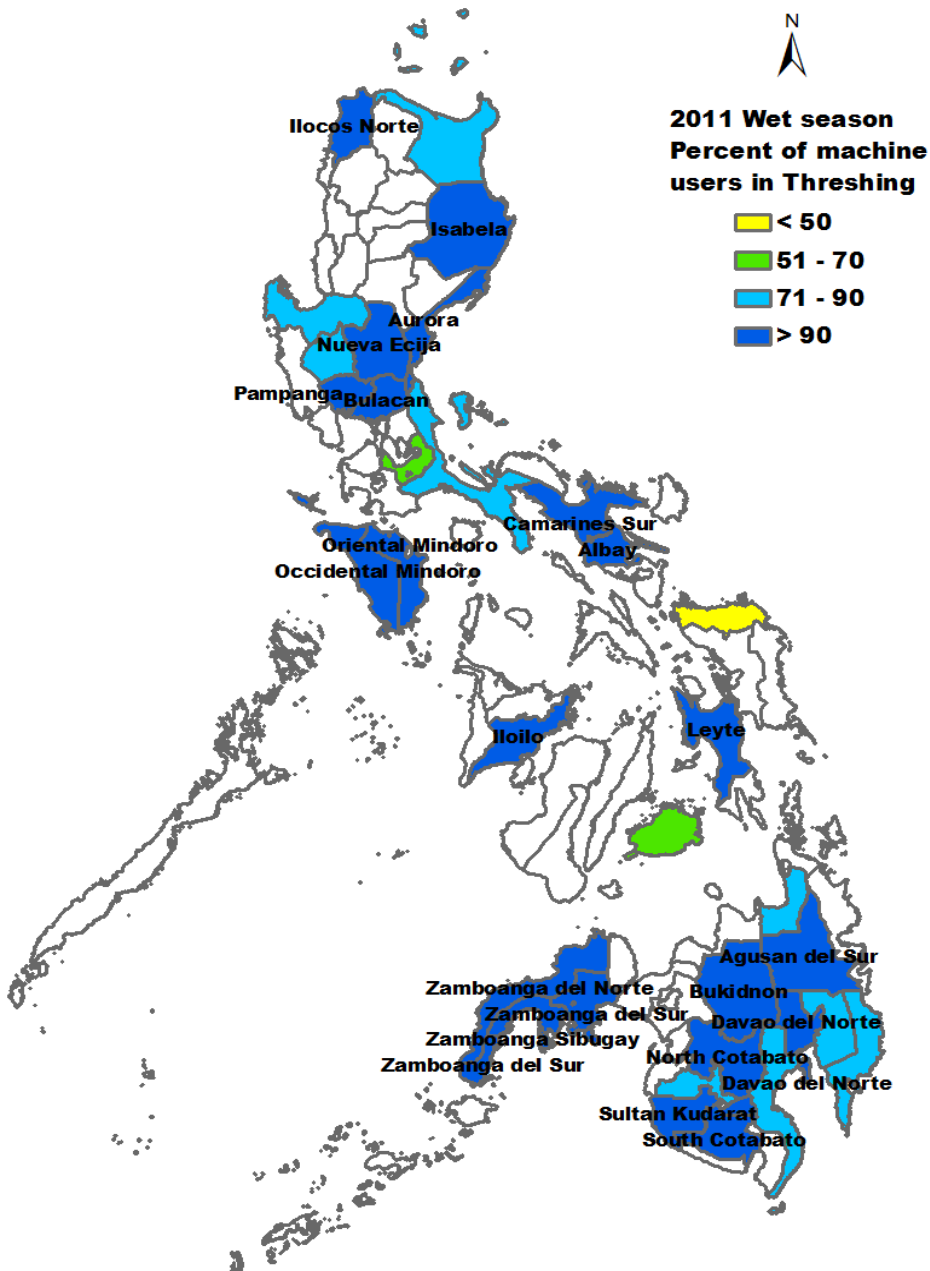 N
2011 Wet season
Percent of machine
users in Threshing
< 50
51 - 70
71 - 90
> 90
Ilocos Norte
Isabela
Aurora
Nueva Ecija
Pampanga
Bulacan
Camarines Sur
Albay
Oriental Mindoro
Occidental Mindoro
Iloilo
Leyte
Agusan del Sur
Zamboanga del Norte
Bukidnon
Zamboanga del Sur
Davao del Norte
Zamboanga Sibugay
North Cotabato
Zamboanga del Sur
Davao del Norte
Sultan Kudarat
South Cotabato